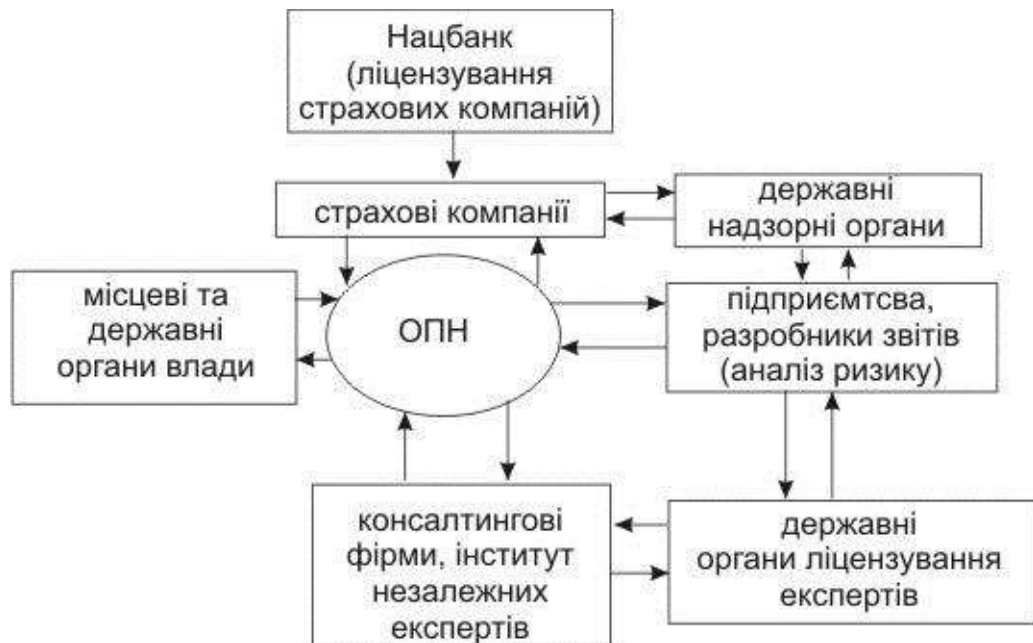 Нацбанк
(ліцензування
страхових компаній)
страхові компанії
державні
надзорні органи
місцеві та
державні
органи влади
ОПН
підприємтсва,
разробники звітів
(аналіз ризику)
консалтингові
фірми, інститут
незалежних
експертів
державні
органи ліцензування
експертів